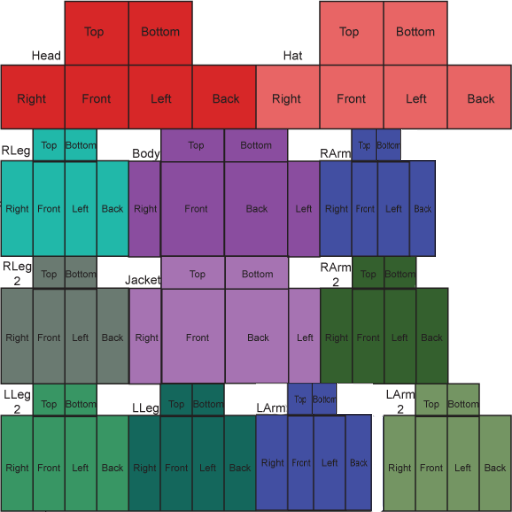 Top Bottom Top Bottom
Head Hat
Right Front Left Back Right Front Left Back
RLeg Top Bottom Body Top Bottom RArm Top Bottom
Right Front Left Back Right Front Back Left Right Front Left Back
RLeg 2 Top Bottom Jacket Top Bottom RArm 2 Top Bottom
Right Front Left Back Right Front Back Left Right Front Left Back
LLeg 2 Top Bottom LLeg Top Bottom LArm Top Bottom LArm 2 Top Bottom
Right Front Left Back Right Front Left Back Right Front Left Back Right Front Left Back